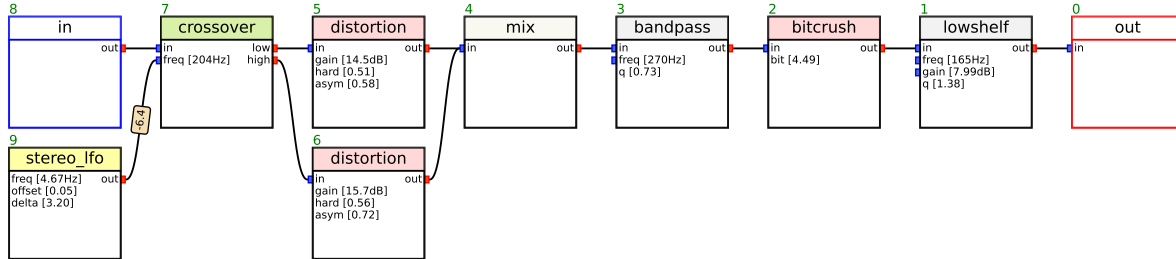 8
in
out
7
crossover
in low
freq [204Hz] high
5
distortion
in out
gain [14.5dB]
hard [0.51]
asym [0.58]
4
mix
in out
3
bandpass
in out
freq [270Hz]
q [0.73]
2
bitcrush
in out
bit [4.49]
1
lowshelf
in out
freq [165Hz]
gain [7.99dB]
q [1.38]
0
out
in
-6.4
9
stereo_lfo
freq [4.67Hz] out
offset [0.05]
delta [3.20]
6
distortion
in out
gain [15.7dB]
hard [0.56]
asym [0.72]